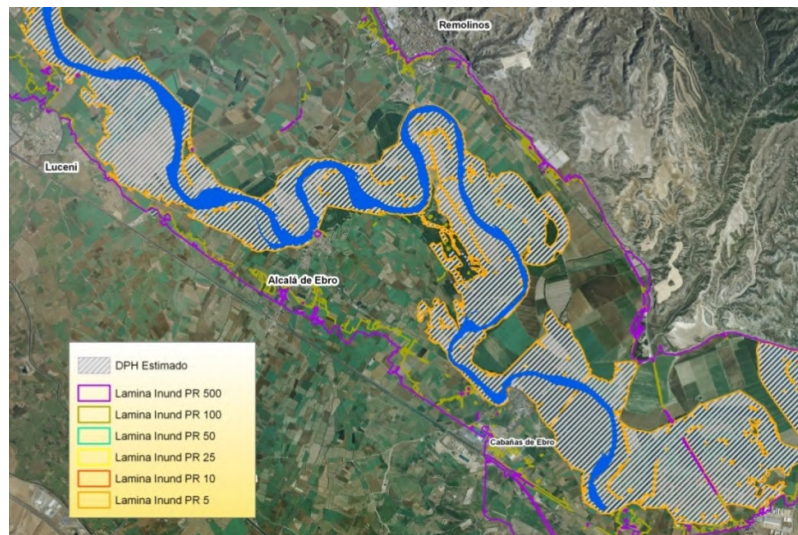 Remolinos
Luceni
Alcalá de Ebro
Cabañas de Ebro
DPH Estimado
Lamina Inund PR 500
Lamina Inund PR 100
Lamina Inund PR 50
Lamina Inund PR 25
Lamina Inund PR 10
Lamina Inund PR 5